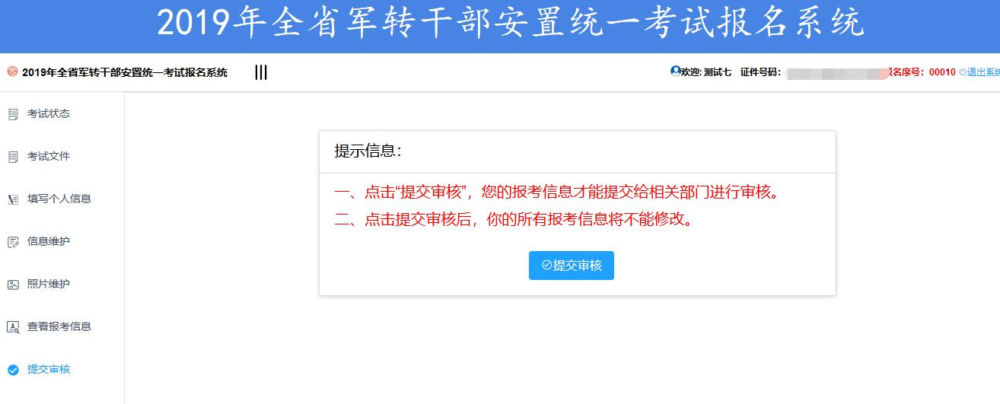 2019年全省军转干部安置统一考试报名系统
2019年全省军转干部安置统一考试报名系统
欢迎: 测试七 证件号码： 报名序号：00010 退出系统
考试状态
考试文件
填写个人信息
信息维护
照片维护
查看报考信息
提交审核
提示信息：
一、点击“提交审核”，您的报考信息才能提交给相关部门进行审核。
二、点击提交审核后，你的所有报考信息将不能修改。
提交审核